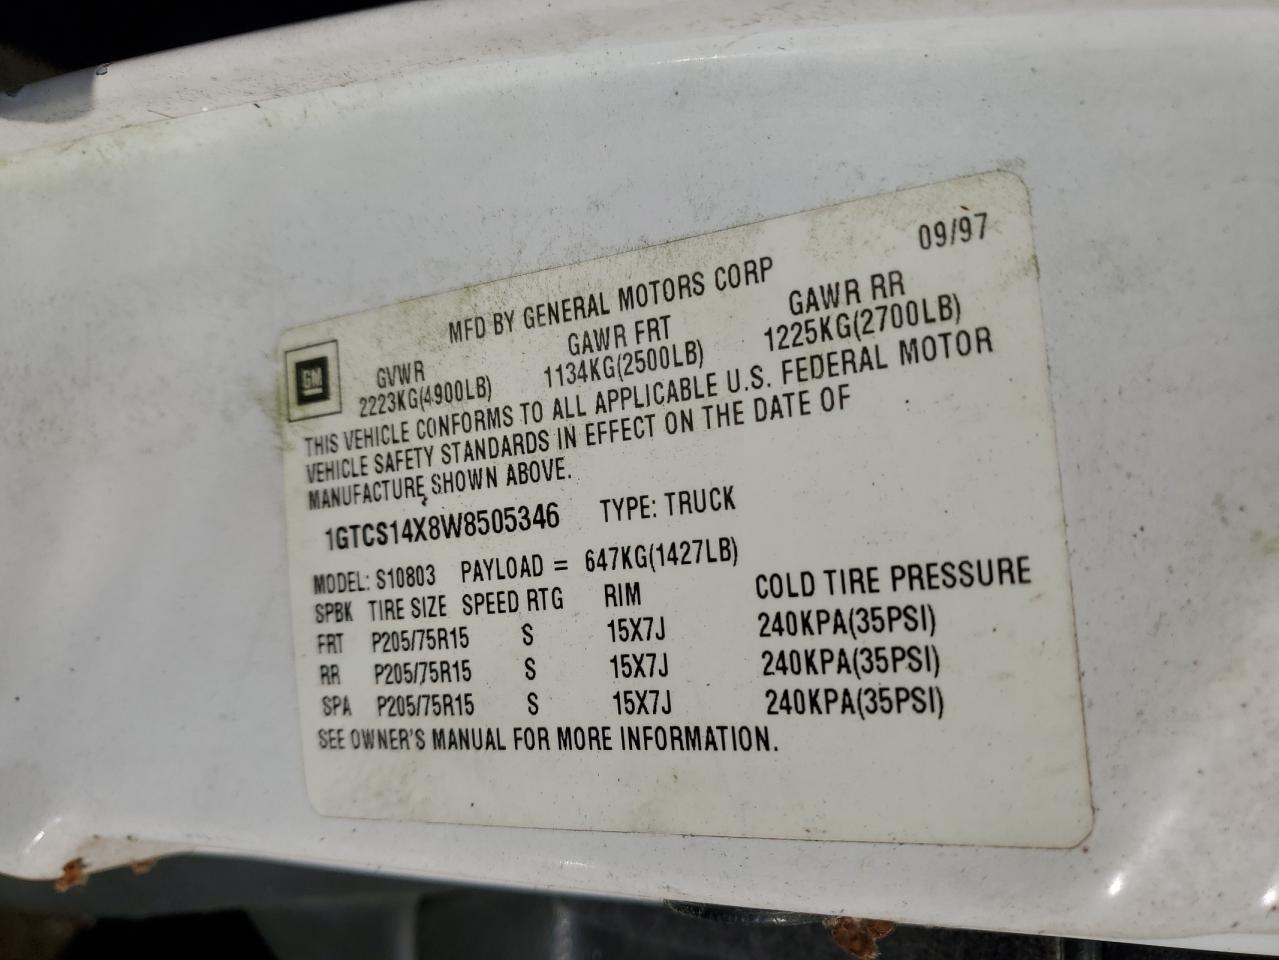 09/97
MFD BY GENERAL MOTORS CORP
GM
GVWR GAWR FRT GAWR RR
2223KG(4900LB) 1134KG(2500LB) 1225KG(2700LB)
THIS VEHICLE CONFORMS TO ALL APPLICABLE U.S. FEDERAL MOTOR
VEHICLE SAFETY STANDARDS IN EFFECT ON THE DATE OF
MANUFACTURE SHOWN ABOVE.
1GTCS14X8W8505346 TYPE: TRUCK
MODEL: S10803 PAYLOAD = 647KG(1427LB)
SPBK TIRE SIZE SPEED RTG RIM COLD TIRE PRESSURE
FRT P205/75R15 S 15X7J 240KPA(35PSI)
RR P205/75R15 S 15X7J 240KPA(35PSI)
SPA P205/75R15 S 15X7J 240KPA(35PSI)
SEE OWNER'S MANUAL FOR MORE INFORMATION.